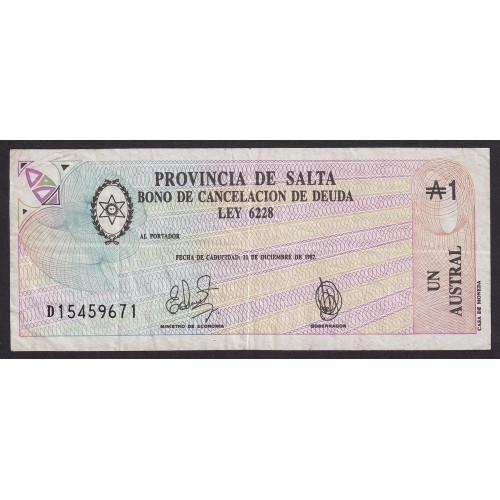 PROVINCIA DE SALTA
BONO DE CANCELACION DE DEUDA
LEY 6228
₳1
AL PORTADOR
FECHA DE CADUCIDAD: 31 DE DICIEMBRE DE 1987
UN AUSTRAL
D15459671
MINISTRO DE ECONOMIA
GOBERNADOR
CASA DE MONEDA